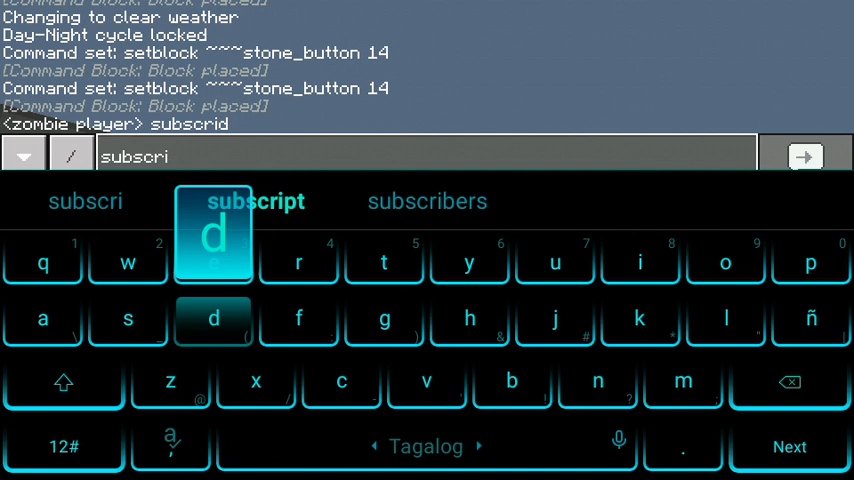 [Command Block: Block placed]
Changing to clear weather
Day-Night cycle locked
Command set: setblock ~~~stone_button 14
[Command Block: Block placed]
Command set: setblock ~~~stone_button 14
[Command Block: Block placed]
<zombie player> subscrid
/ subscri
subscri subscript subscribers
d
1 2 3 4 5 6 7 8 9 0
q w e r t y u i o p
a s d f g h j k l ñ
\ _ ( - ) & # * " !
z x c v b n m
@ / - ' ! ? ;
12# a , Tagalog . Next